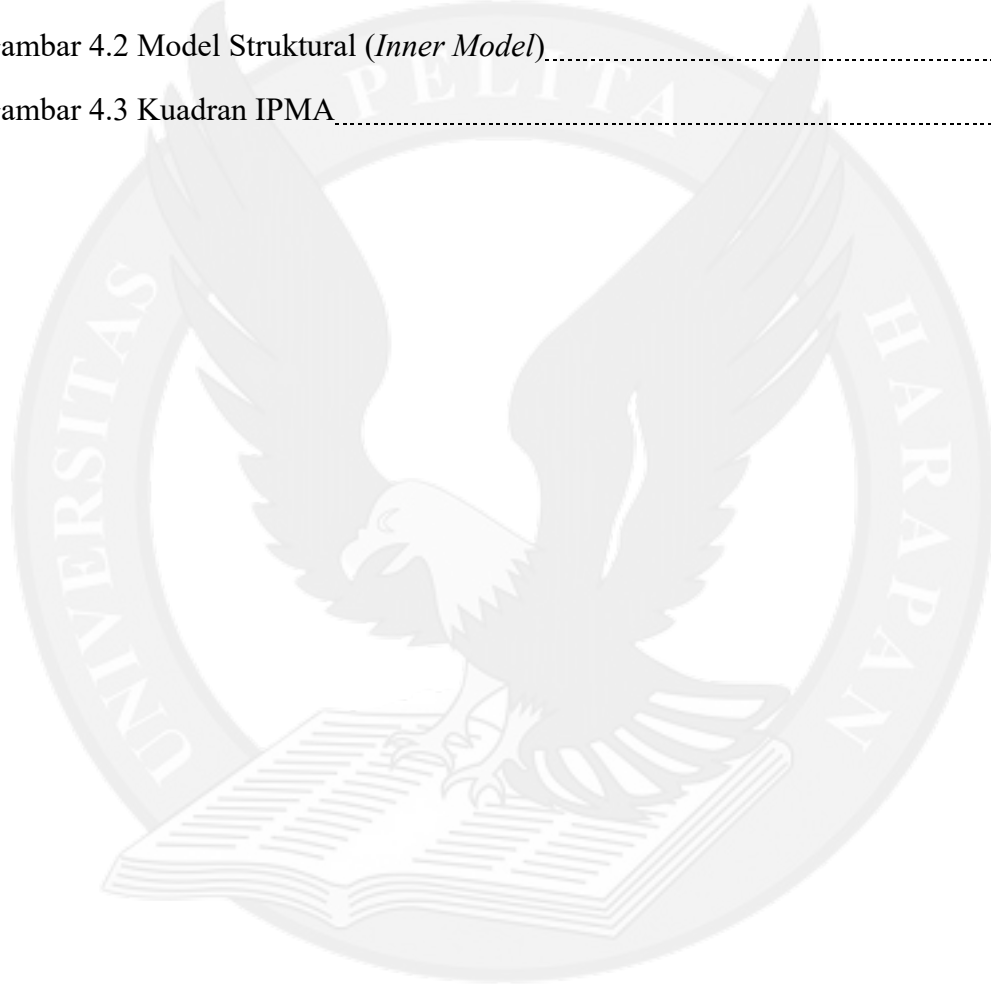 ambar 4.2 Model Struktural (Inner Model)
ambar 4.3 Kuadran IPMA
UNIVERSITAS PELITA HARAPAN